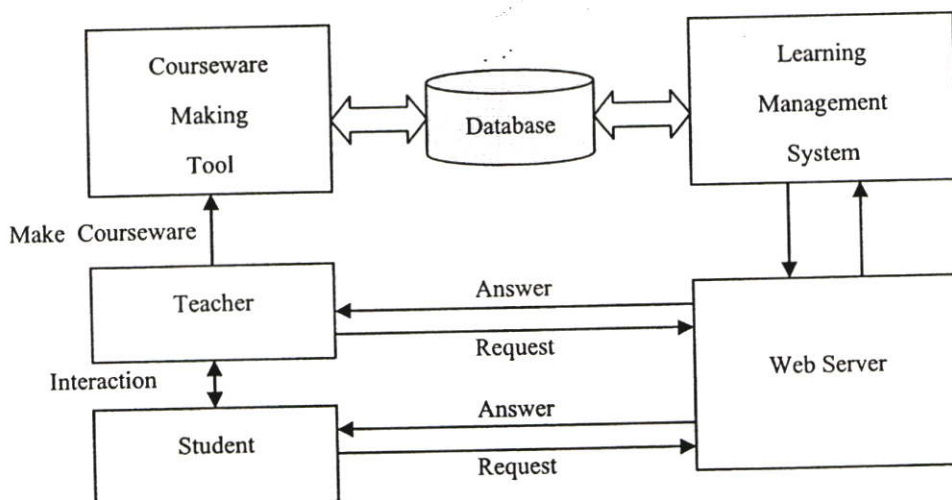 Courseware
Making
Tool
Database
Learning
Management
System
Make Courseware
Teacher
Answer
Request
Web Server
Interaction
Student
Answer
Request